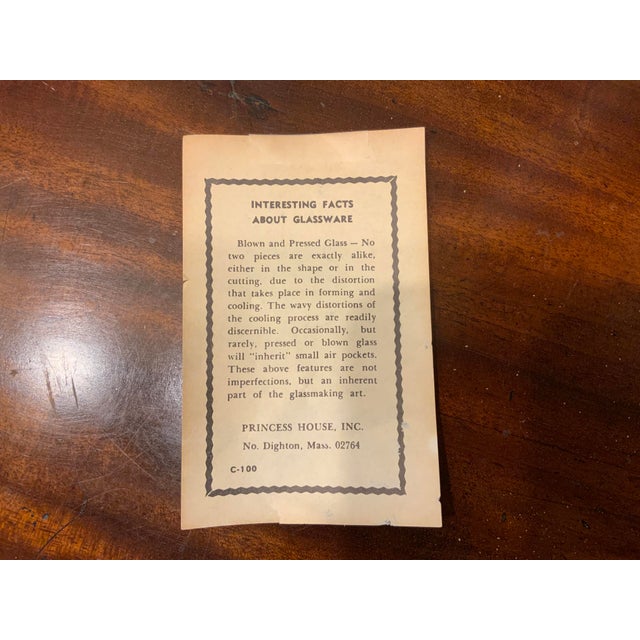 INTERESTING FACTS
ABOUT GLASSWARE
Blown and Pressed Glass — No
two pieces are exactly alike,
either in the shape or in the
cutting, due to the distortion
that takes place in forming and
cooling. The wavy distortions of
the cooling process are readily
discernible. Occasionally, but
rarely, pressed or blown glass
will "inherit" small air pockets.
These above features are not
imperfections, but an inherent
part of the glassmaking art.
PRINCESS HOUSE, INC.
No. Dighton, Mass. 02764
C-100